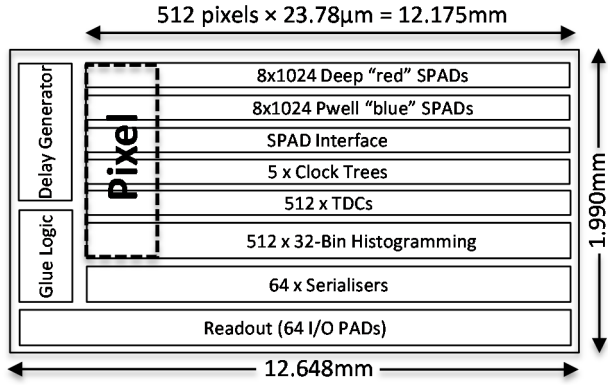 512 pixels × 23.78µm = 12.175mm
Delay Generator
Glue Logic
Pixel
8x1024 Deep “red” SPADs
8x1024 Pwell “blue” SPADs
SPAD Interface
5 x Clock Trees
512 x TDCs
512 x 32-Bin Histogramming
64 x Serialisers
Readout (64 I/O PADs)
1.990mm
12.648mm